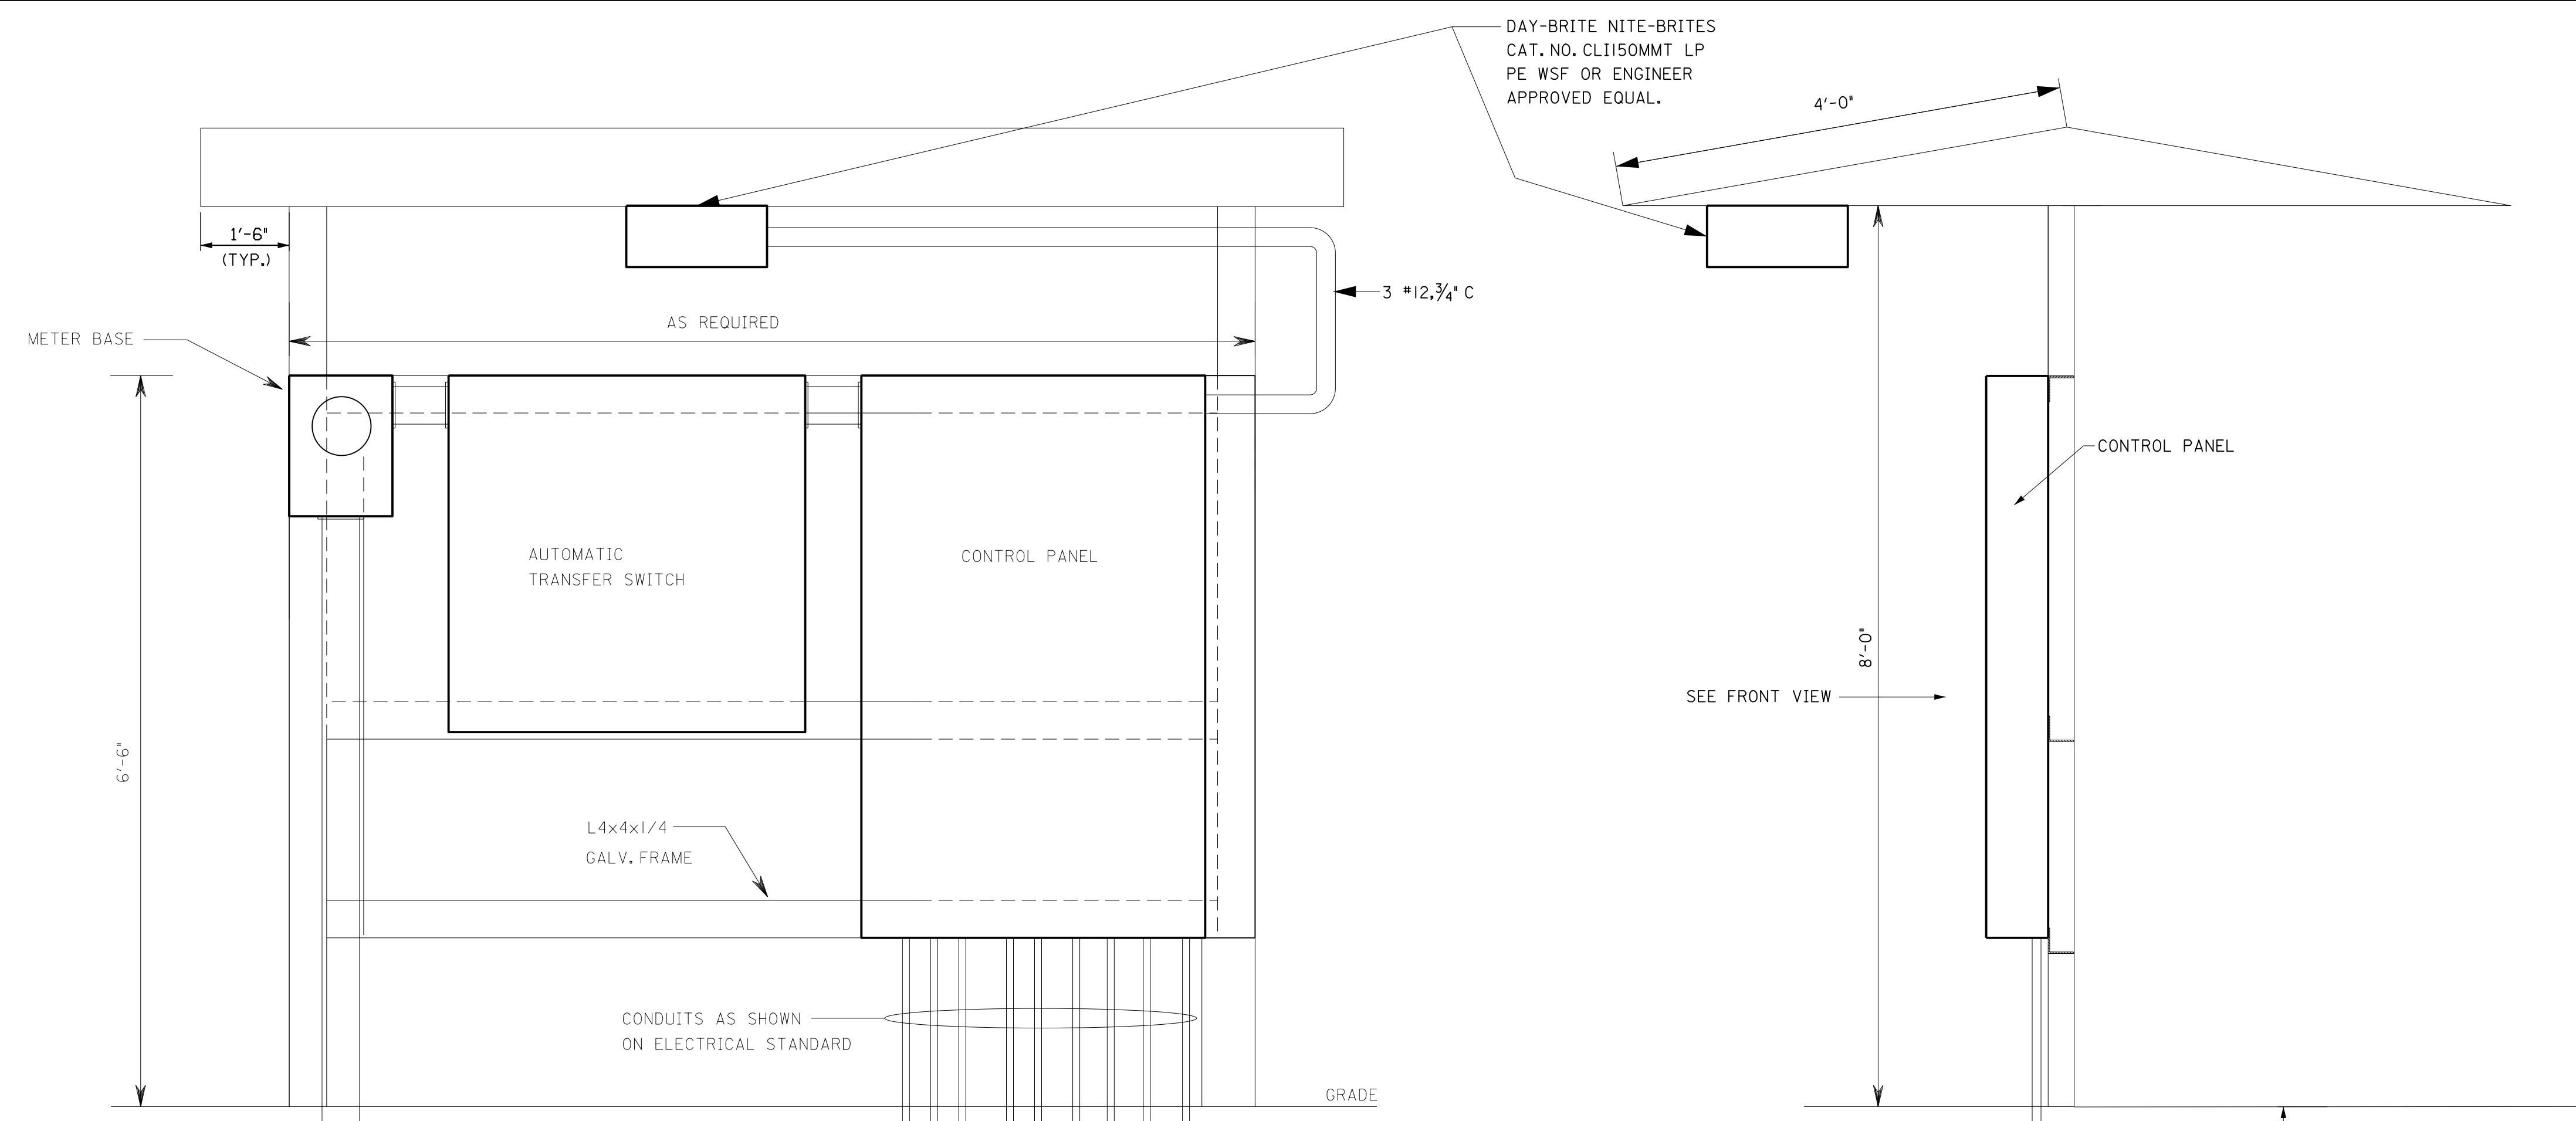 DAY-BRITE NITE-BRITES
CAT. NO. CLI150MMT LP
PE WSF OR ENGINEER
APPROVED EQUAL.
4'-0"
1'-6"
(TYP.)
3 #12, 3/4" C
AS REQUIRED
METER BASE
CONTROL PANEL
AUTOMATIC
TRANSFER SWITCH
CONTROL PANEL
8'-0"
SEE FRONT VIEW
6'-6"
L4x4x1/4
GALV. FRAME
CONDUITS AS SHOWN
ON ELECTRICAL STANDARD
GRADE